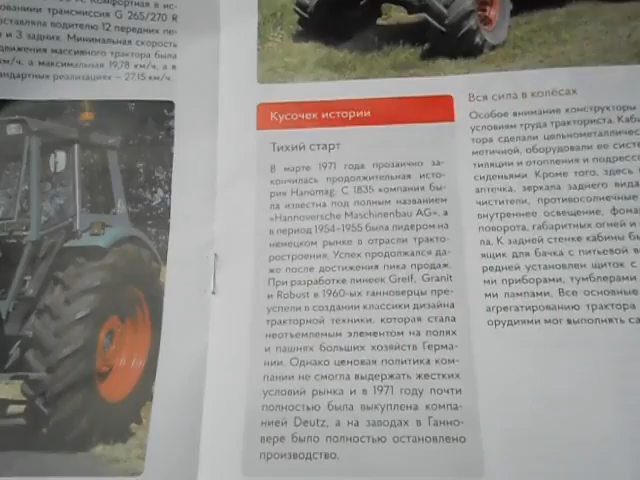 Комфортная в ис-
трансмиссия G 265/270 R
водителю 12 передних пе-
и 3 задних. Минимальная скорость
движения массивного трактора была
км/ч, а максимальная 19,78 км/ч, а в
стандартных реализациях – 27,15 км/ч.
Кусочек истории
Тихий старт
В марте 1971 года прозаично за-
кончилась продолжительная исто-
рия Hanomag. С 1835 компания бы-
ла известна под полным названием
«Hannoversche Maschinenbau AG», а
в период 1954–1955 была лидером на
немецком рынке в отрасли тракто-
ростроения. Успех продолжался да-
же после достижения пика продаж.
При разработке линеек Greif, Granit
и Robust в 1960-ых ганноверцы пре-
успели в создании классики дизайна
тракторной техники, которая стала
неотъемлемым элементом на полях
и пашнях больших хозяйств Герма-
нии. Однако ценовая политика ком-
пании не смогла выдержать жестких
условий рынка и в 1971 году почти
полностью была выкуплена компа-
нией Deutz, а на заводах в Ганно-
вере было полностью остановлено
производство.
Вся сила в колёсах
Особое внимание конструкторы
условиям труда тракториста. Каби
тора сделали цельнометалличес
мотичной, оборудовали ее систе
тиляции и отопления и подресс
сиденьями. Кроме того, здесь
аптечка, зеркала заднего вида
чистители, противосолнечные
внутреннее освещение, фона
поворота, габаритных огней и
ла. К задней стенке кабины бы
ящик для бачка с питьевой в
редней установлен щиток с
ми приборами, тумблерами
ми лампами. Все основные
агрегатированию трактора
орудиями мог выполнять са